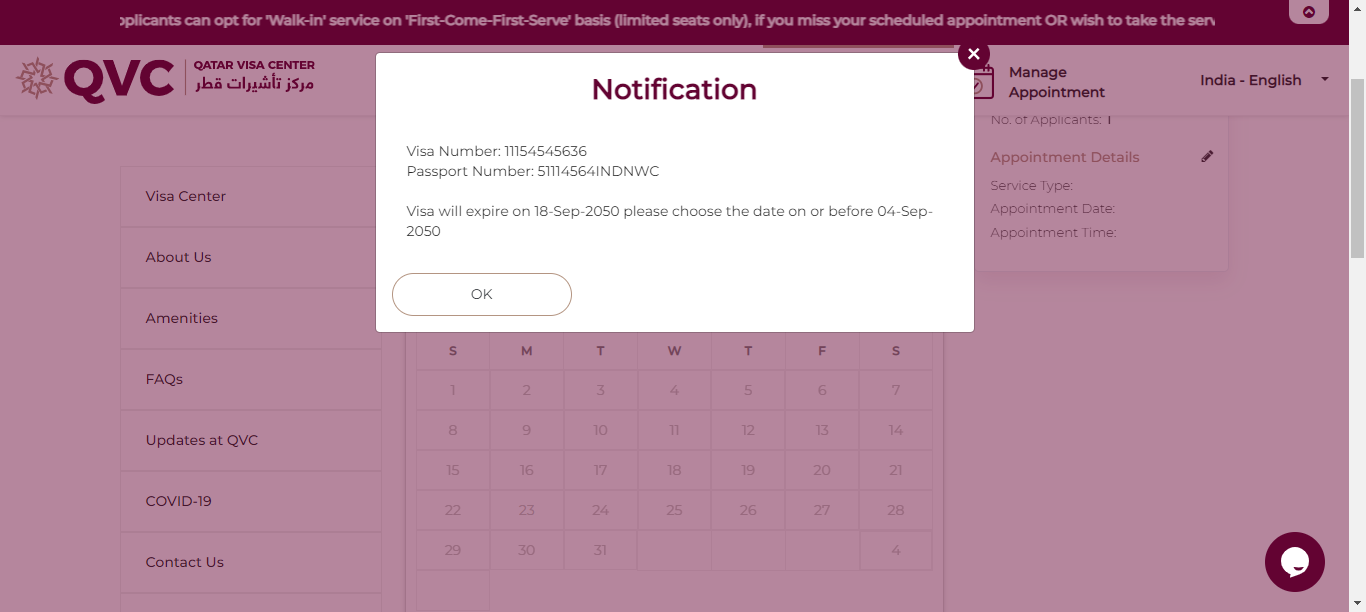 plicants can opt for 'Walk-in' service on 'First-Come-First-Serve' basis (limited seats only), if you miss your scheduled appointment OR wish to take the serv
QVC
QATAR VISA CENTER
مركز تأشيرات قطر
Manage
Appointment
India - English
Notification
Visa Number: 11154545636
Passport Number: 51114564INDNWC
Visa will expire on 18-Sep-2050 please choose the date on or before 04-Sep-
2050
OK
No. of Applicants: 1
Appointment Details
Service Type:
Appointment Date:
Appointment Time:
Visa Center
About Us
Amenities
FAQs
Updates at QVC
COVID-19
Contact Us
S M T W T F S
1 2 3 4 5 6 7
8 9 10 11 12 13 14
15 16 17 18 19 20 21
22 23 24 25 26 27 28
29 30 31 4